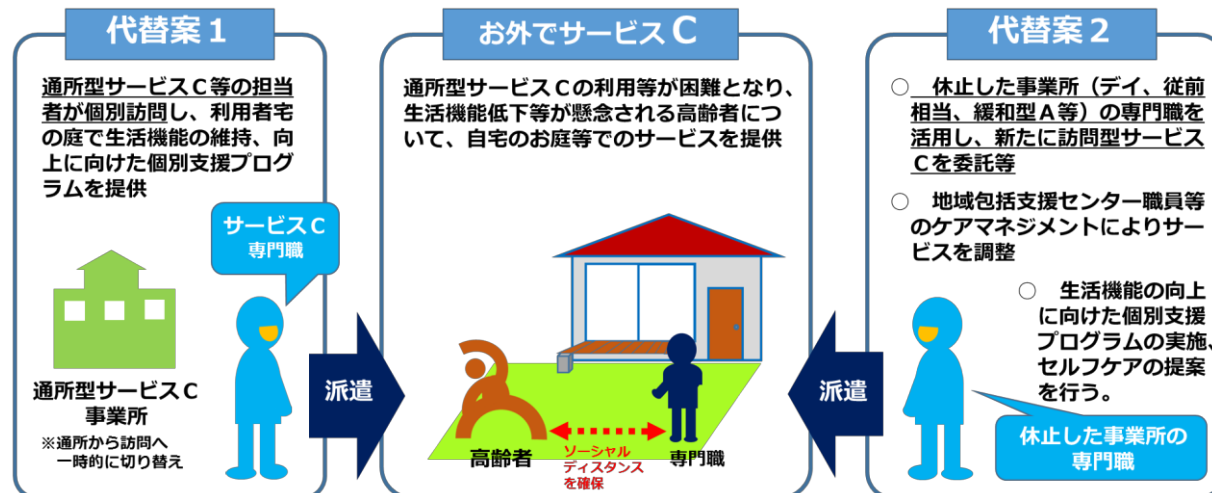 代替案１
通所型サービスＣ等の担当
者が個別訪問し、利用者宅
の庭で生活機能の維持、向
上に向けた個別支援プログ
ラムを提供
サービスＣ
専門職
通所型サービスＣ
事業所
※通所から訪問へ
一時的に切り替え
派遣
お外でサービスＣ
通所型サービスＣの利用等が困難となり、
生活機能低下等が懸念される高齢者につ
いて、自宅のお庭等でのサービスを提供
高齢者
ソーシャル
ディスタンス
を確保
専門職
派遣
代替案２
○　休止した事業所（デイ、従前
相当、緩和型Ａ等）の専門職を
活用し、新たに訪問型サービス
Ｃを委託等
○　地域包括支援センター職員等
のケアマネジメントによりサー
ビスを調整
○　生活機能の向上
に向けた個別支援
プログラムの実施、
セルフケアの提案
を行う。
休止した事業所の
専門職